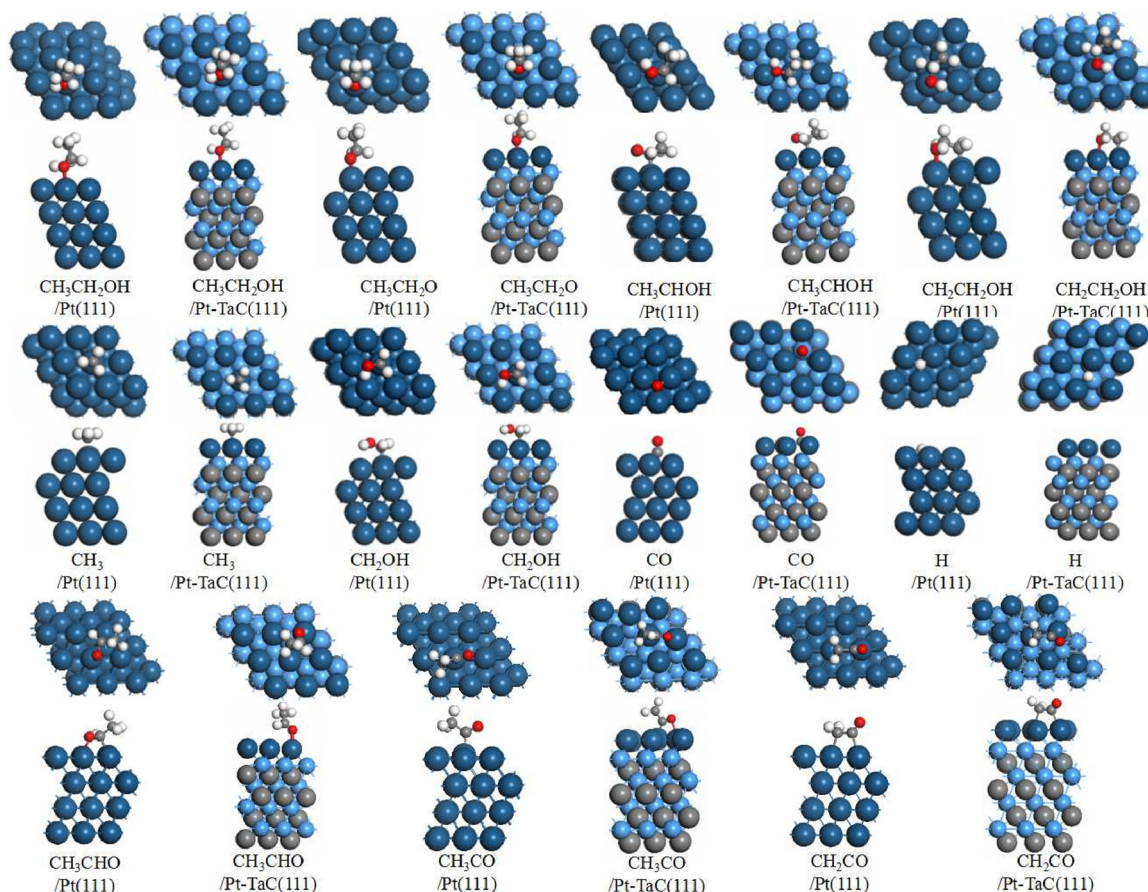 CH₃CH₂OH
/Pt(111)
CH₃CH₂OH
/Pt-TaC(111)
CH₃CH₂O
/Pt(111)
CH₃CH₂O
/Pt-TaC(111)
CH₃CHOH
/Pt(111)
CH₃CHOH
/Pt-TaC(111)
CH₂CH₂OH
/Pt(111)
CH₂CH₂OH
/Pt-TaC(111)
CH₃
/Pt(111)
CH₃
/Pt-TaC(111)
CH₂OH
/Pt(111)
CH₂OH
/Pt-TaC(111)
CO
/Pt(111)
CO
/Pt-TaC(111)
H
/Pt(111)
H
/Pt-TaC(111)
CH₃CHO
/Pt(111)
CH₃CHO
/Pt-TaC(111)
CH₃CO
/Pt(111)
CH₃CO
/Pt-TaC(111)
CH₂CO
/Pt(111)
CH₂CO
/Pt-TaC(111)